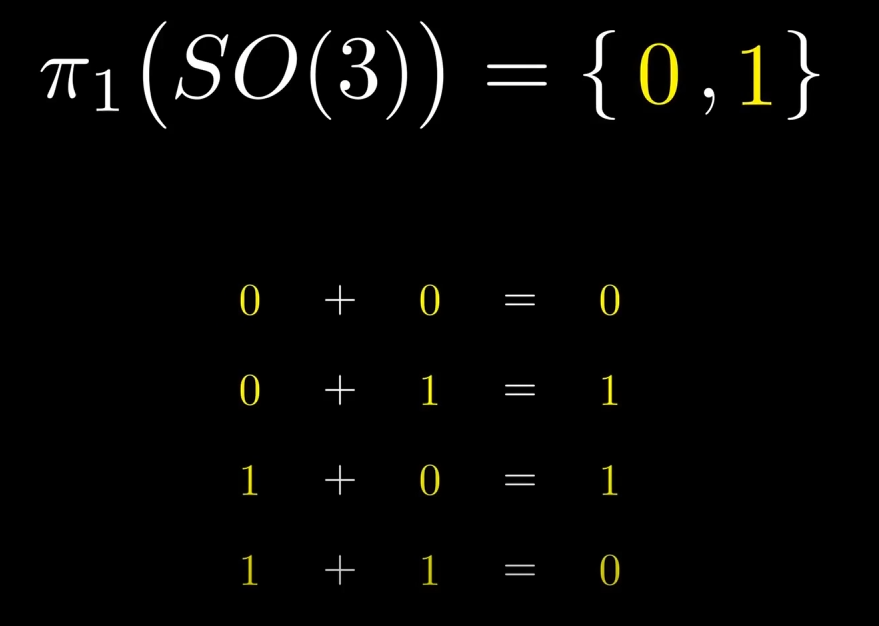 π₁(SO(3)) = {0, 1}
0 + 0 = 0
0 + 1 = 1
1 + 0 = 1
1 + 1 = 0